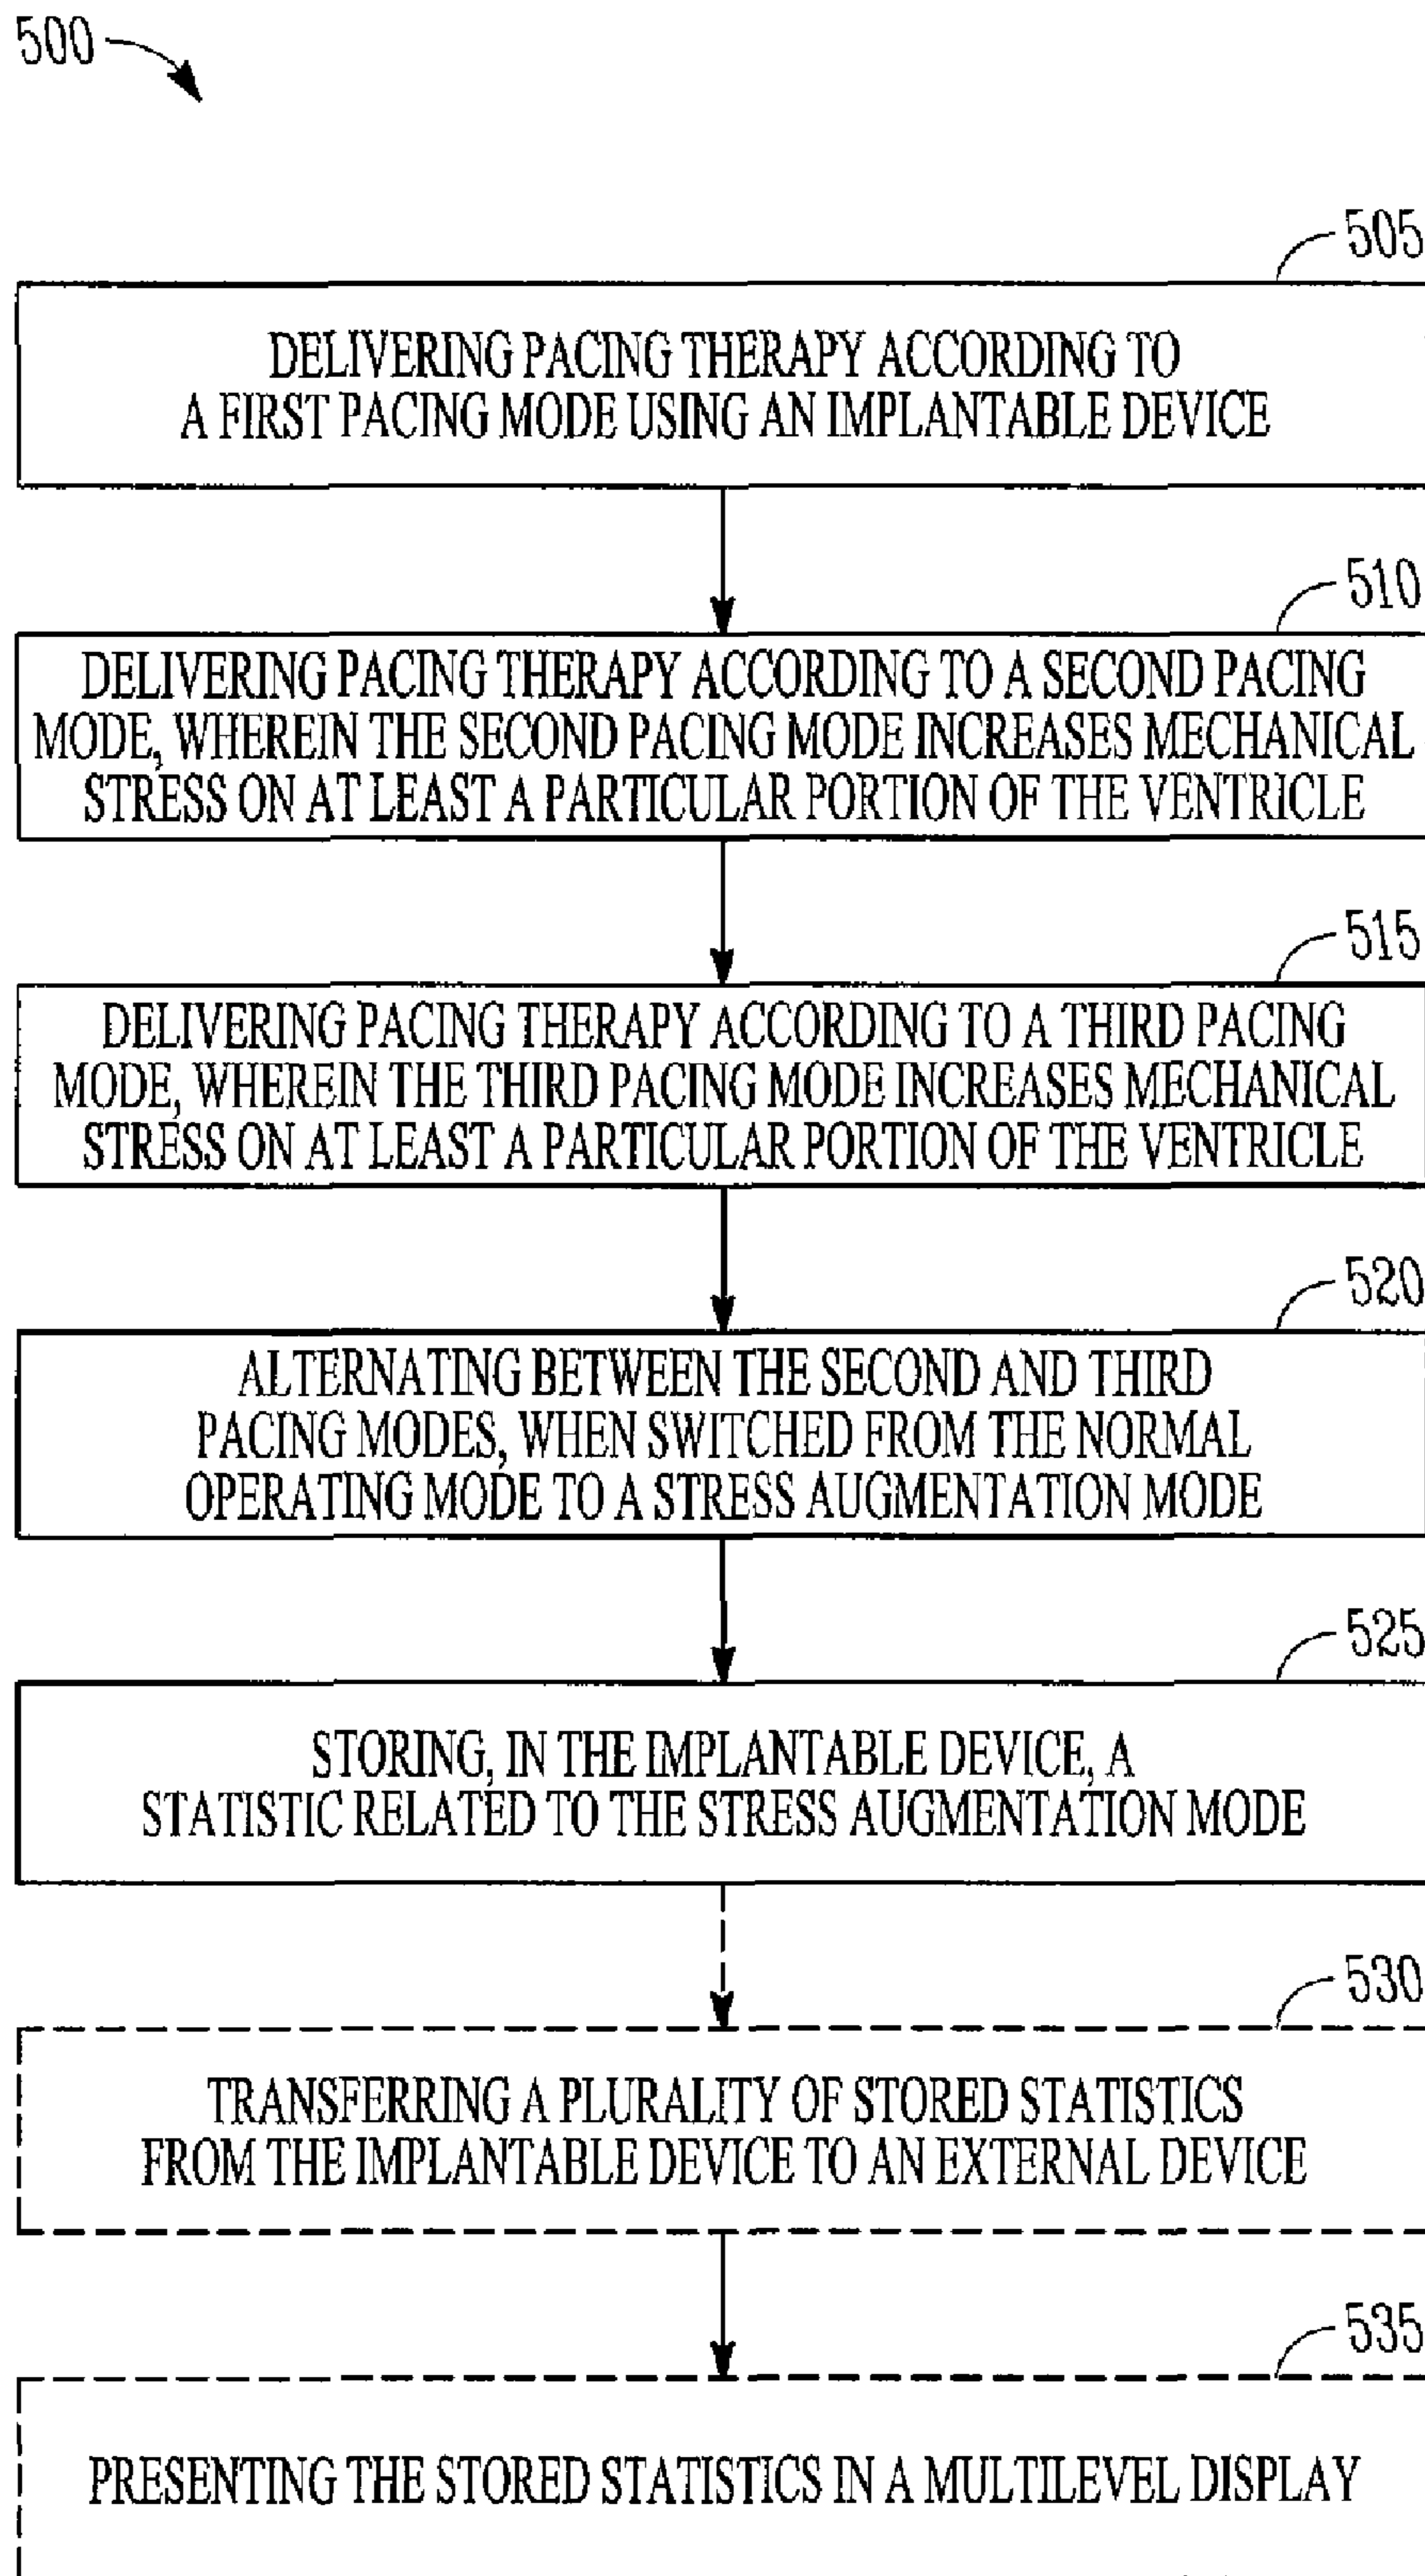 500
505
DELIVERING PACING THERAPY ACCORDING TO
A FIRST PACING MODE USING AN IMPLANTABLE DEVICE
510
DELIVERING PACING THERAPY ACCORDING TO A SECOND PACING
MODE, WHEREIN THE SECOND PACING MODE INCREASES MECHANICAL
STRESS ON AT LEAST A PARTICULAR PORTION OF THE VENTRICLE
515
DELIVERING PACING THERAPY ACCORDING TO A THIRD PACING
MODE, WHEREIN THE THIRD PACING MODE INCREASES MECHANICAL
STRESS ON AT LEAST A PARTICULAR PORTION OF THE VENTRICLE
520
ALTERNATING BETWEEN THE SECOND AND THIRD
PACING MODES, WHEN SWITCHED FROM THE NORMAL
OPERATING MODE TO A STRESS AUGMENTATION MODE
525
STORING, IN THE IMPLANTABLE DEVICE, A
STATISTIC RELATED TO THE STRESS AUGMENTATION MODE
530
TRANSFERRING A PLURALITY OF STORED STATISTICS
FROM THE IMPLANTABLE DEVICE TO AN EXTERNAL DEVICE
535
PRESENTING THE STORED STATISTICS IN A MULTILEVEL DISPLAY